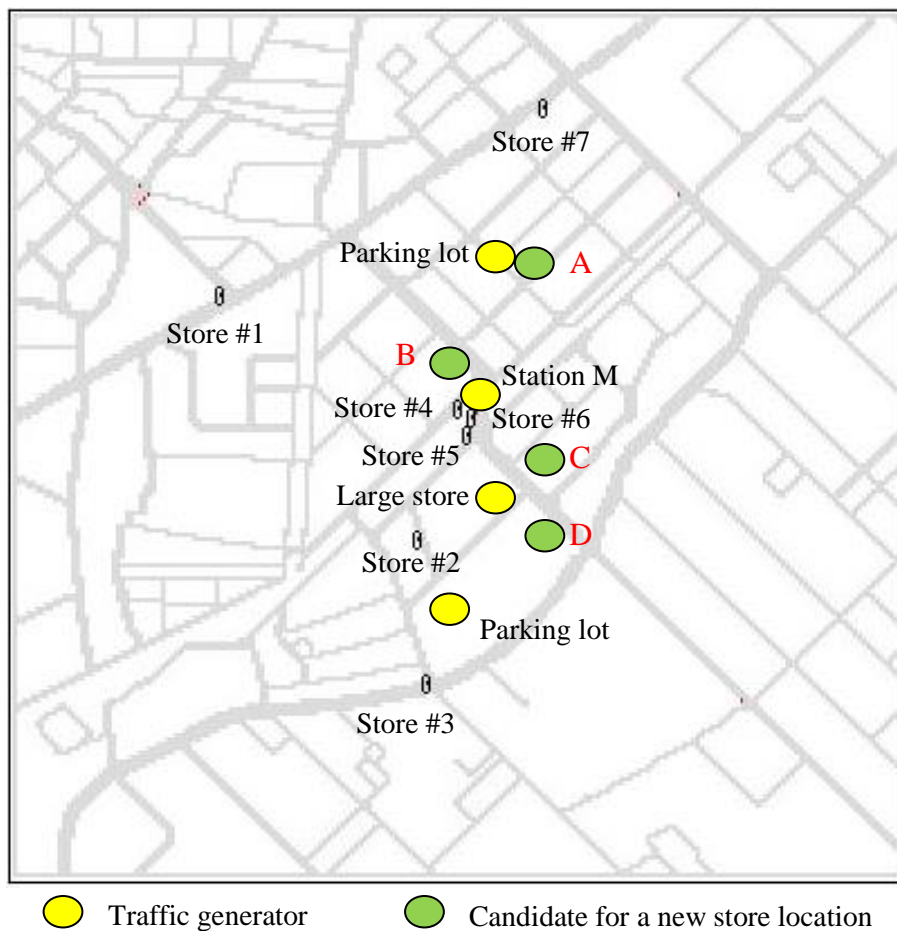 Store #7
Parking lot
A
Store #1
B
Station M
Store #4
Store #6
Store #5
C
Large store
D
Store #2
Parking lot
Store #3
Traffic generator
Candidate for a new store location